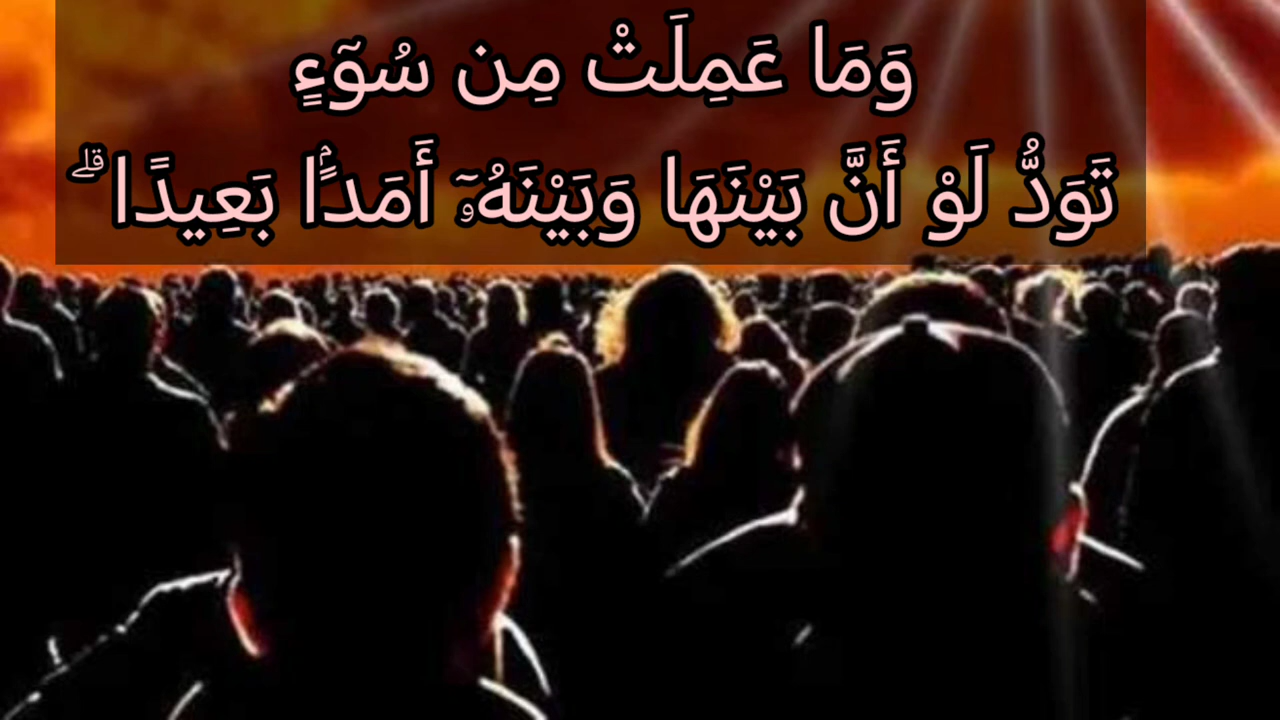 وَمَا عَمِلَتْ مِن سُوٓءٍ
تَوَدُّ لَوْ أَنَّ بَيْنَهَا وَبَيْنَهُۥٓ أَمَدًۢا بَعِيدًا ۗ